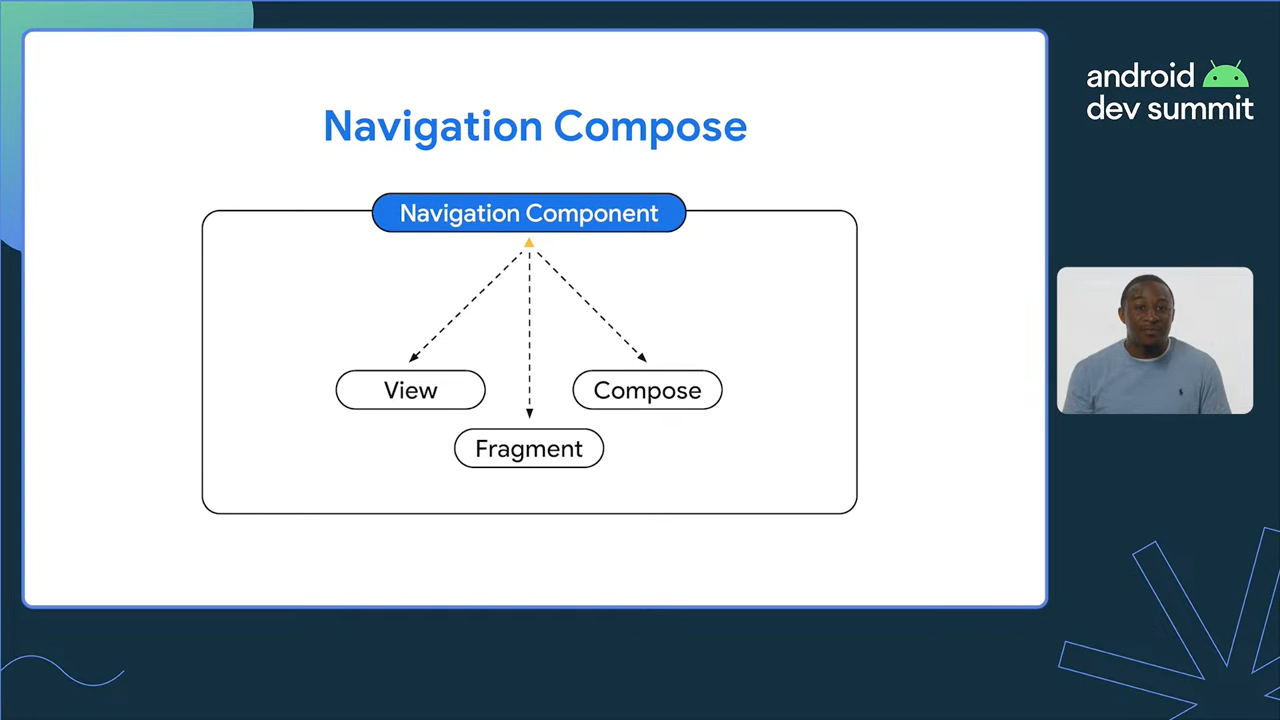 Navigation Compose
Navigation Component
View
Compose
Fragment
android
dev summit